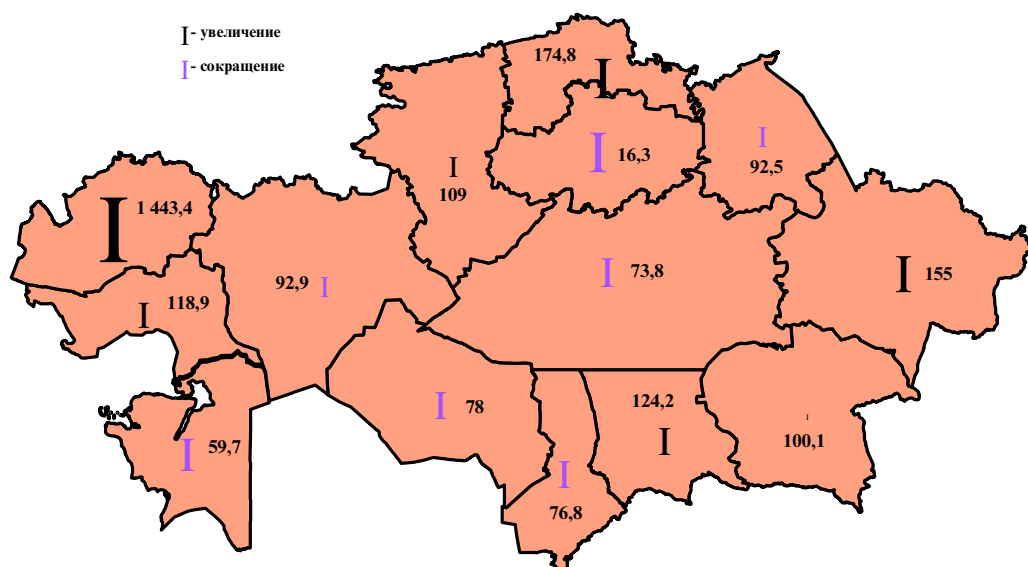 I - увеличение
I - сокращение
174,8
I
I
16,3
I
92,5
I
109
I
1 443,4
I
73,8
I
155
92,9
I
118,9
I
I
78
124,2
I
I
100,1
I
59,7
I
76,8